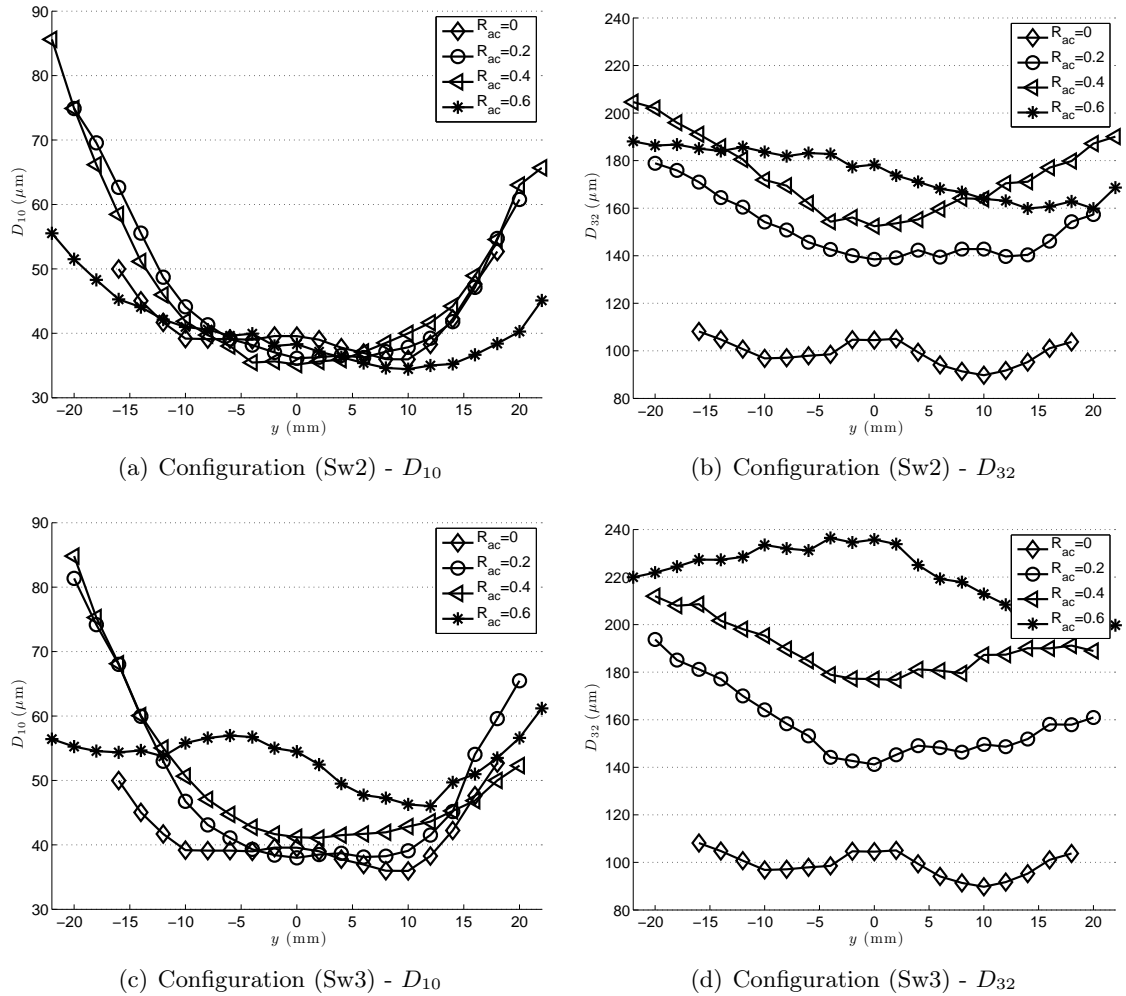 90
80
70
60
50
40
30
D10 (μm)
−20 −15 −10 −5 0 5 10 15 20
y (mm)
Rac=0
Rac=0.2
Rac=0.4
Rac=0.6
(a) Configuration (Sw2) - D10
240
220
200
180
160
140
120
100
80
D32 (μm)
−20 −15 −10 −5 0 5 10 15 20
y (mm)
Rac=0
Rac=0.2
Rac=0.4
Rac=0.6
(b) Configuration (Sw2) - D32
90
80
70
60
50
40
30
D10 (μm)
−20 −15 −10 −5 0 5 10 15 20
y (mm)
Rac=0
Rac=0.2
Rac=0.4
Rac=0.6
(c) Configuration (Sw3) - D10
240
220
200
180
160
140
120
100
80
D32 (μm)
−20 −15 −10 −5 0 5 10 15 20
y (mm)
Rac=0
Rac=0.2
Rac=0.4
Rac=0.6
(d) Configuration (Sw3) - D32